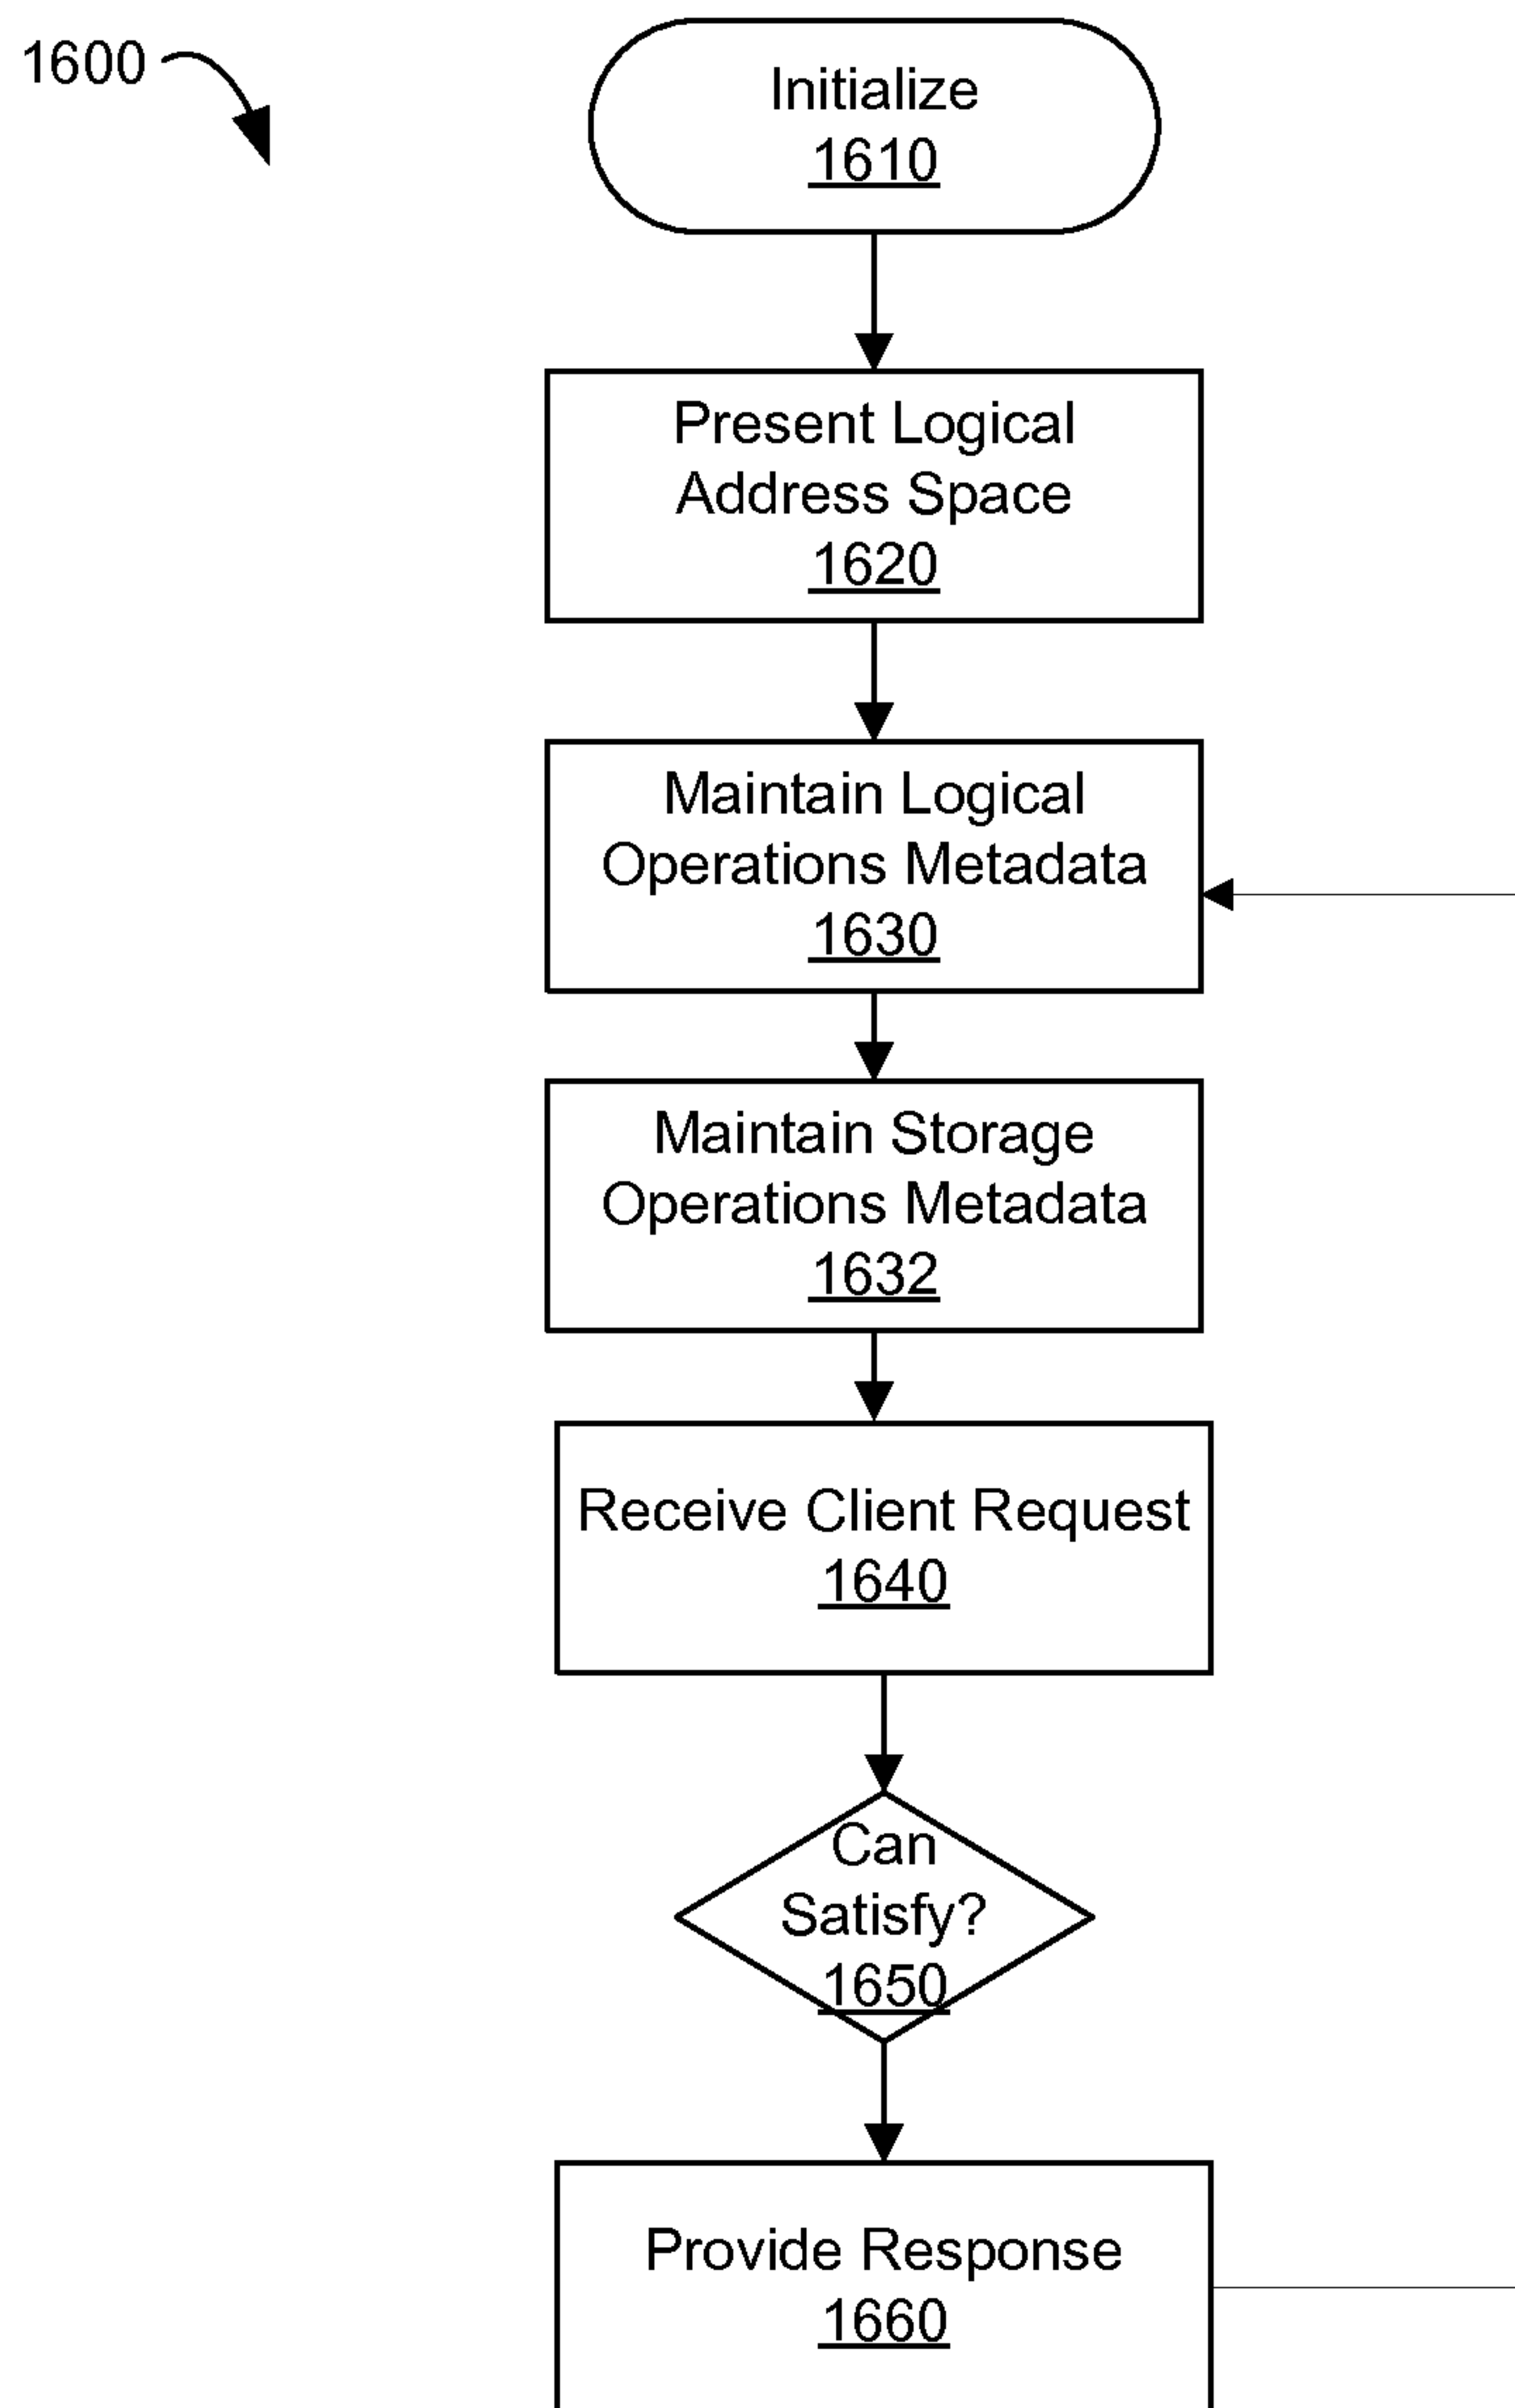 1600
Initialize
1610
Present Logical
Address Space
1620
Maintain Logical
Operations Metadata
1630
Maintain Storage
Operations Metadata
1632
Receive Client Request
1640
Can
Satisfy?
1650
Provide Response
1660